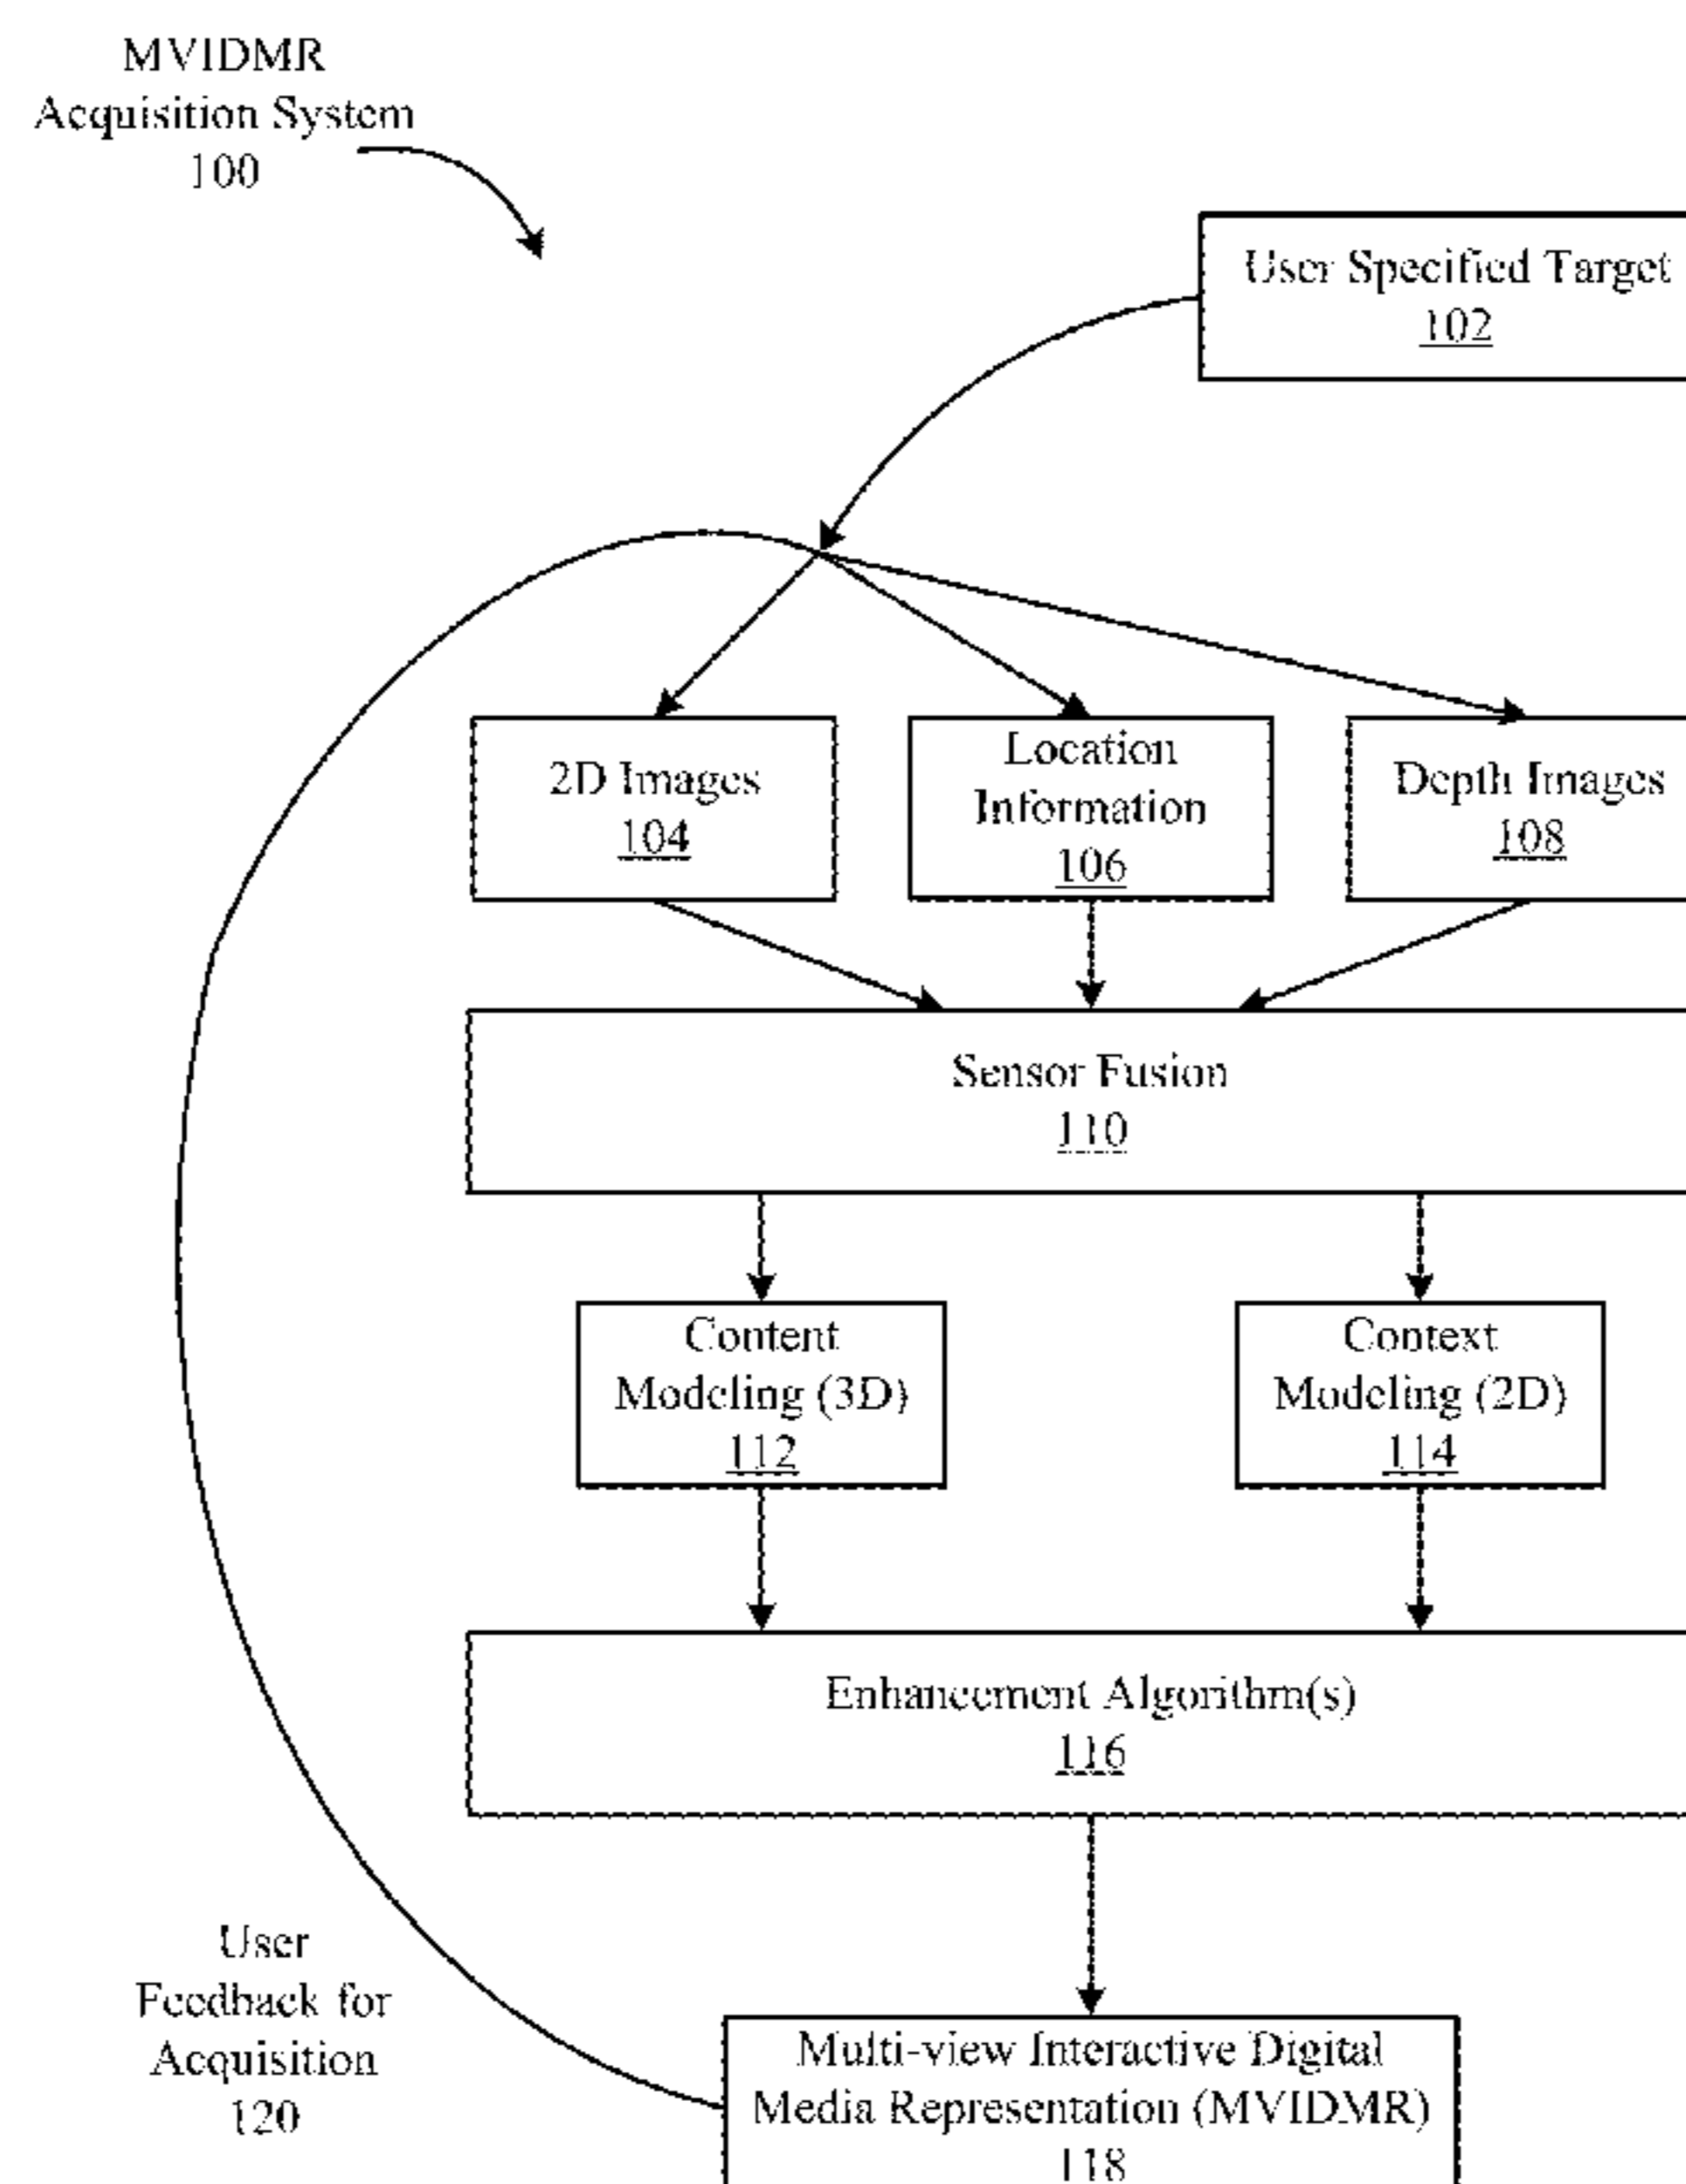 MVIDMR
Acquisition System
100
User Specified Target
102
2D Images
104
Location
Information
106
Depth Images
108
Sensor Fusion
110
Content
Modeling (3D)
112
Context
Modeling (2D)
114
Enhancement Algorithm(s)
116
User
Feedback for
Acquisition
120
Multi-view Interactive Digital
Media Representation (MVIDMR)
118